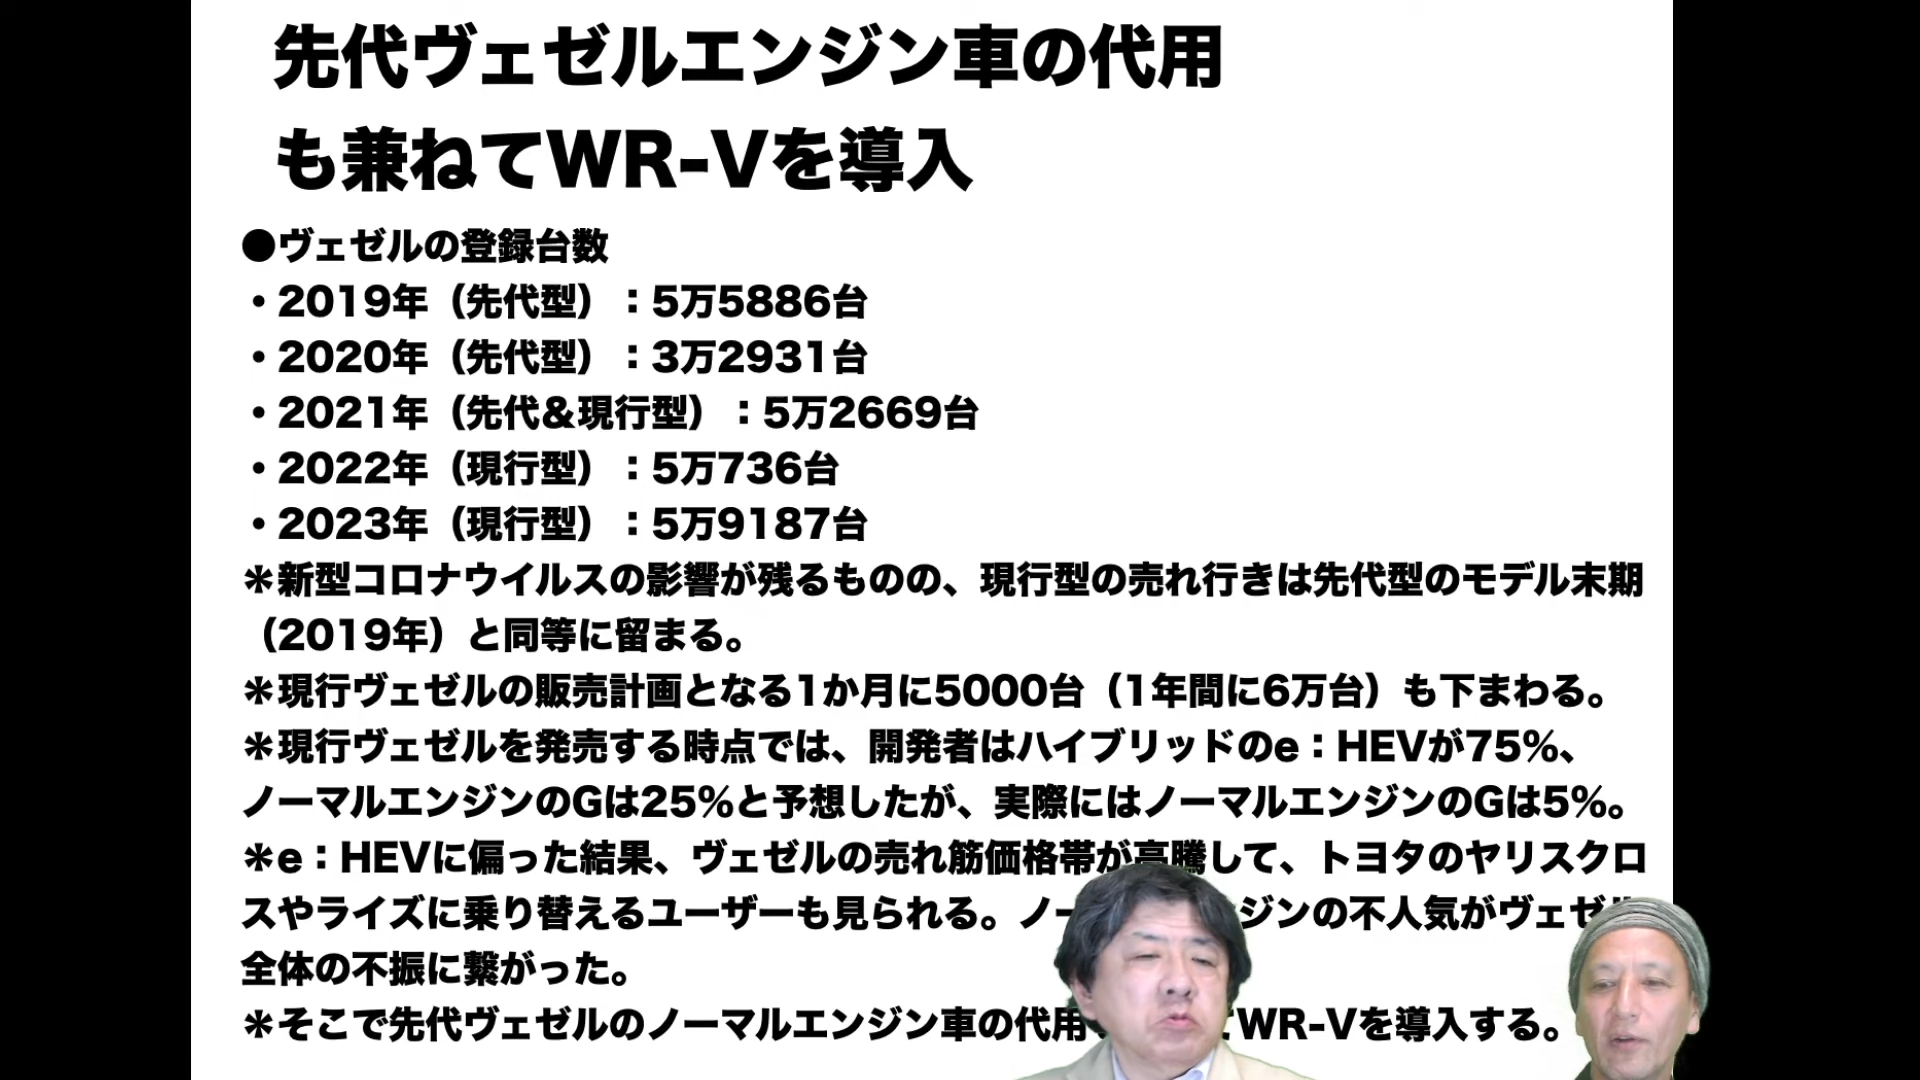 先代ヴェゼルエンジン車の代用
も兼ねてWR-Vを導入
●ヴェゼルの登録台数
・2019年（先代型）：5万5886台
・2020年（先代型）：3万2931台
・2021年（先代&現行型）：5万2669台
・2022年（現行型）：5万736台
・2023年（現行型）：5万9187台
＊新型コロナウイルスの影響が残るものの、現行型の売れ行きは先代型のモデル末期
（2019年）と同等に留まる。
＊現行ヴェゼルの販売計画となる1か月に5000台（1年間に6万台）も下まわる。
＊現行ヴェゼルを発売する時点では、開発者はハイブリッドのe：HEVが75%、
ノーマルエンジンのGは25%と予想したが、実際にはノーマルエンジンのGは5%。
＊e：HEVに偏った結果、ヴェゼルの売れ筋価格帯が高騰して、トヨタのヤリスクロ
スやライズに乗り替えるユーザーも見られる。ノー ジンの不人気がヴェゼル
全体の不振に繋がった。
＊そこで先代ヴェゼルのノーマルエンジン車の代用 WR-Vを導入する。